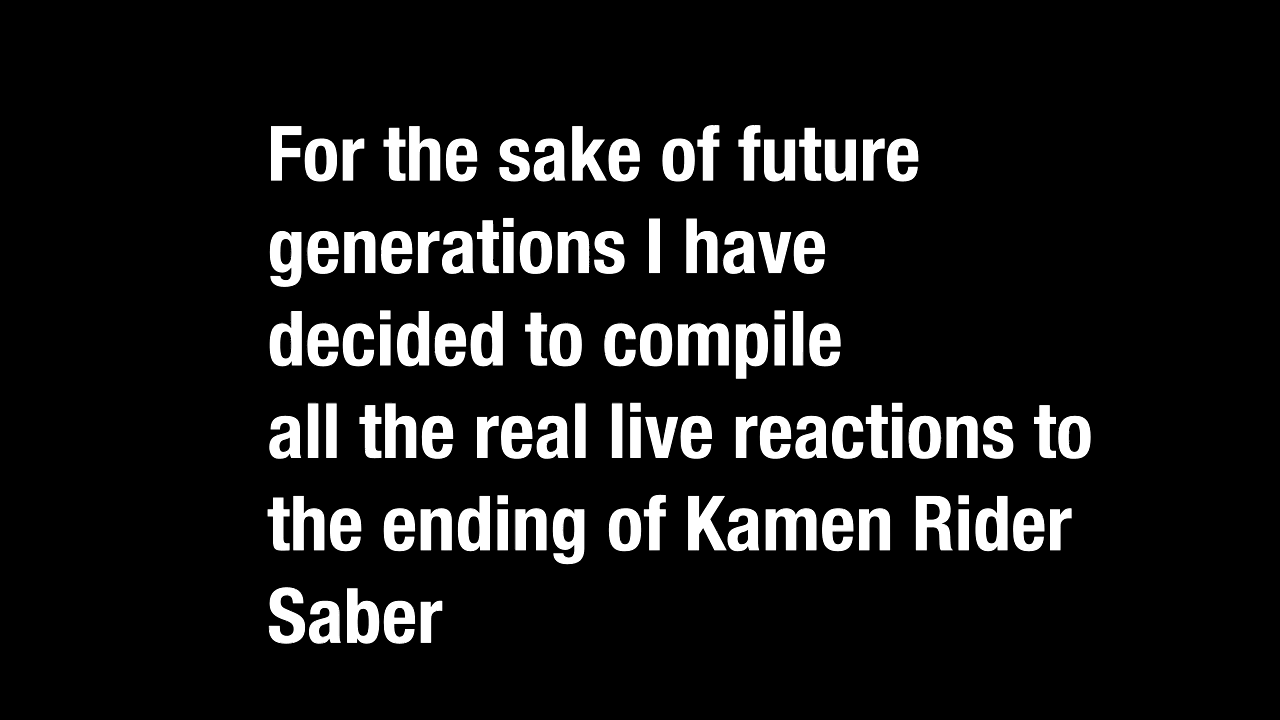 For the sake of future
generations I have
decided to compile
all the real live reactions to
the ending of Kamen Rider
Saber